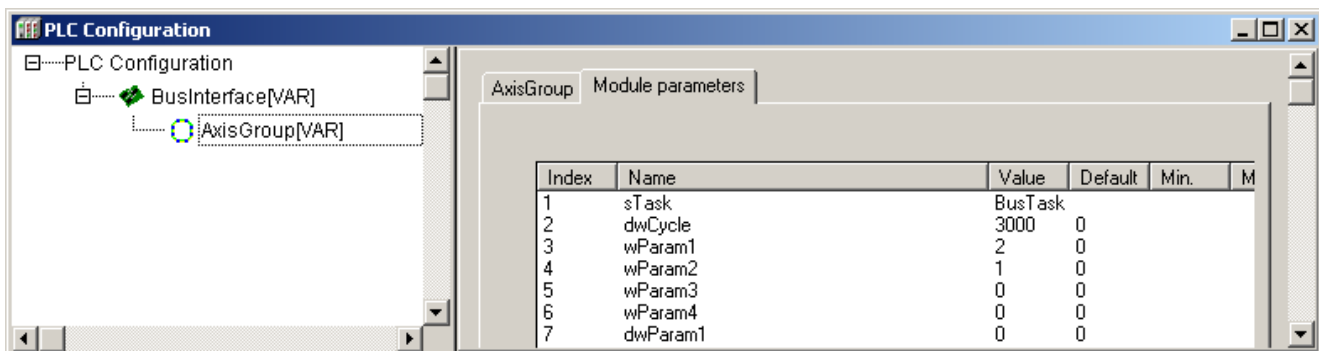 PLC Configuration
PLC Configuration
BusInterface[VAR]
AxisGroup[VAR]
AxisGroup Module parameters
Index Name Value Default Min. M
1 sTask BusTask
2 dwCycle 3000 0
3 wParam1 2 0
4 wParam2 1 0
5 wParam3 0 0
6 wParam4 0 0
7 dwParam1 0 0